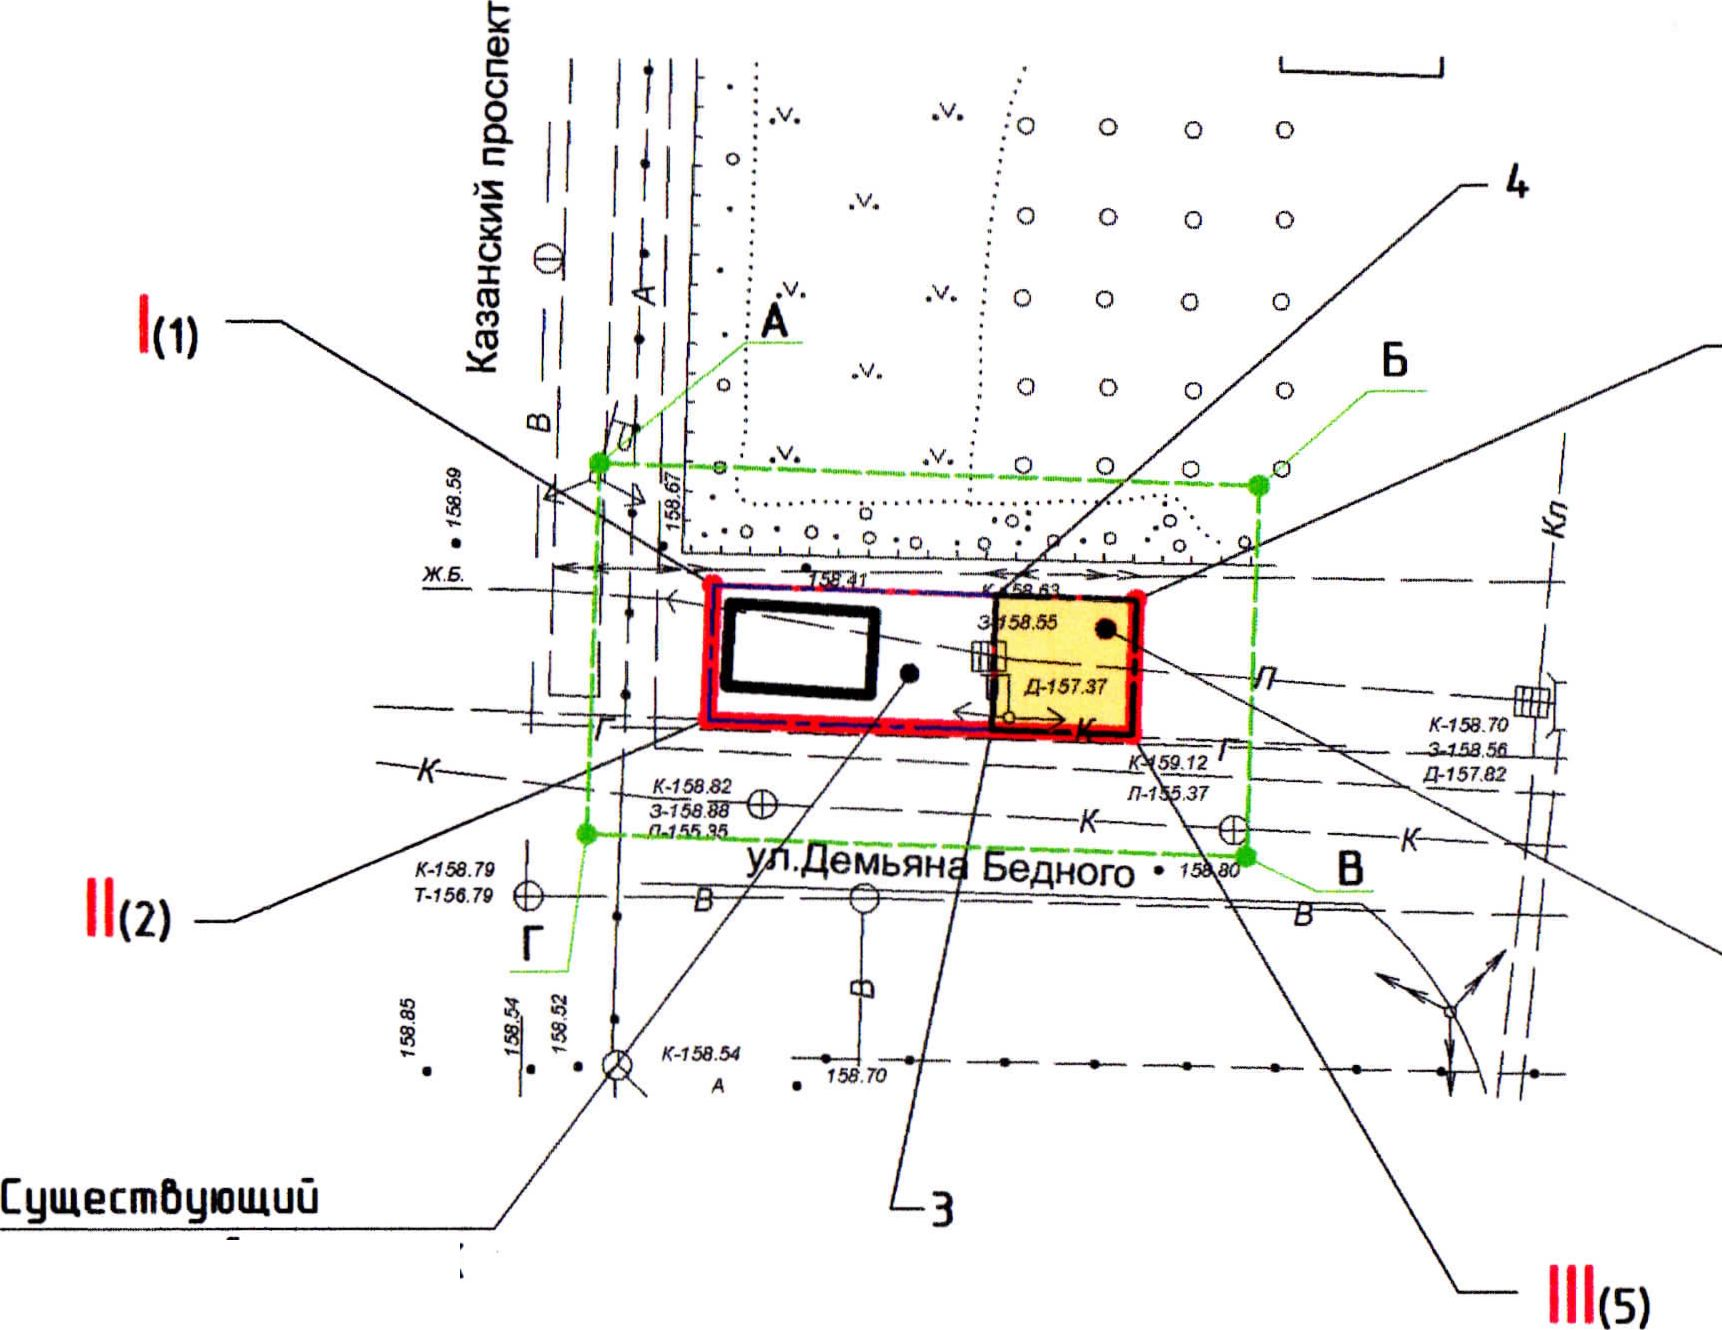 Казанский проспект
4
А
I(1)
А
Б
В
158.59
158.67
Кл
Ж.Б.
158.41
К-158.63
З-158.55
Д-157.37
Л
К
Г
Г
К-158.70
З-158.56
Д-157.82
К-159.12
Л-155.37
К
К-158.82
З-158.88
Л-155.35
К
К
ул.Демьяна Бедного
158.80
В
К-158.79
Т-156.79
В
В
II(2)
Г
В
158.85
158.54
158.52
К-158.54
А
158.70
Существующий
3
III(5)